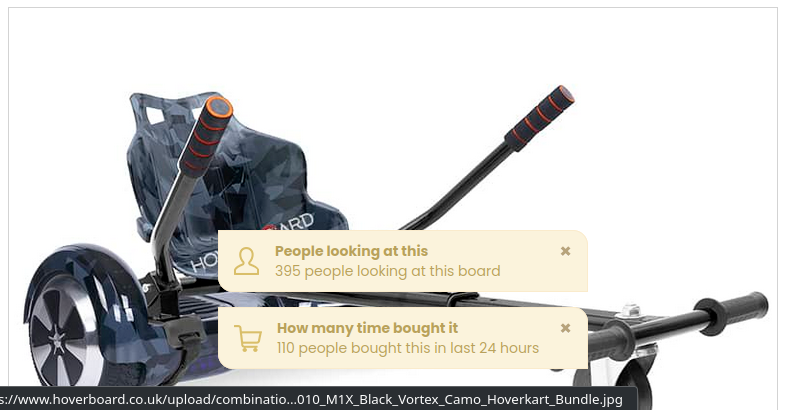 People looking at this
395 people looking at this board
How many time bought it
110 people bought this in last 24 hours
s://www.hoverboard.co.uk/upload/combinatio...010_M1X_Black_Vortex_Camo_Hoverkart_Bundle.jpg